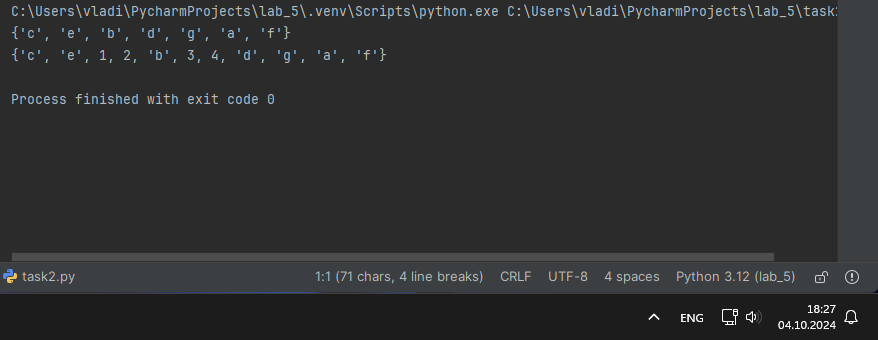 C:\Users\vladi\PycharmProjects\lab_5\.venv\Scripts\python.exe C:\Users\vladi\PycharmProjects\lab_5\task
{'c', 'e', 'b', 'd', 'g', 'a', 'f'}
{'c', 'e', 1, 2, 'b', 3, 4, 'd', 'g', 'a', 'f'}
Process finished with exit code 0
task2.py 1:1 (71 chars, 4 line breaks) CRLF UTF-8 4 spaces Python 3.12 (lab_5)
ENG 18:27
04.10.2024